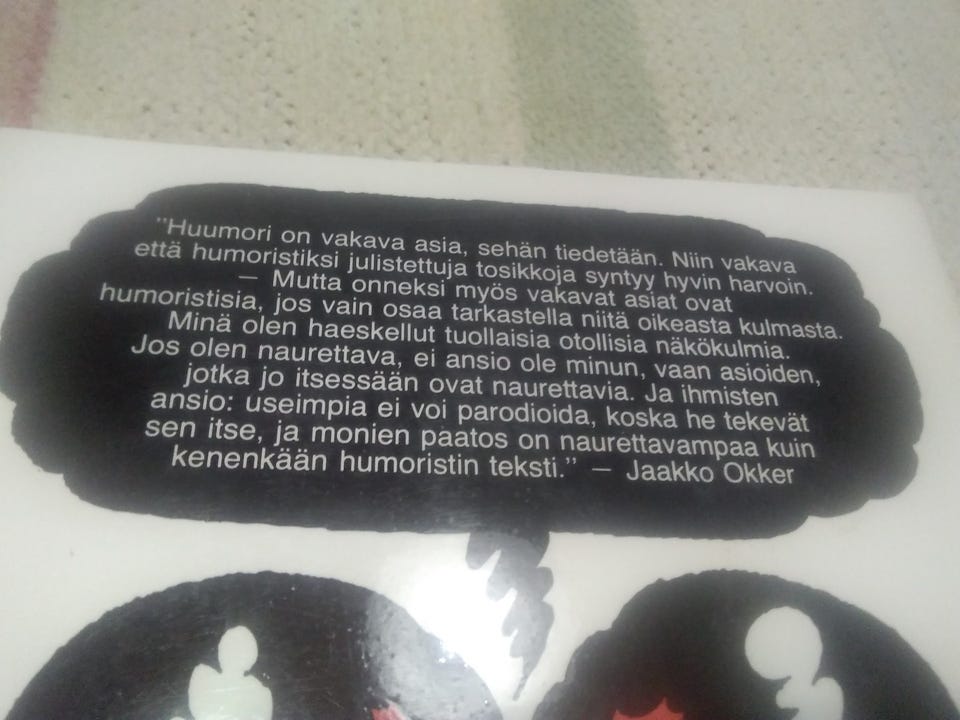 "Huumori on vakava asia, sehän tiedetään. Niin vakava
että humoristiksi julistettuja tosikkoja syntyy hyvin harvoin.
— Mutta onneksi myös vakavat asiat ovat
humoristisia, jos vain osaa tarkastella niitä oikeasta kulmasta.
Minä olen haeskellut tuollaisia otollisia näkökulmia.
Jos olen naurettava, ei ansio ole minun, vaan asioiden,
jotka jo itsessään ovat naurettavia. Ja ihmisten
ansio: useimpia ei voi parodioida, koska he tekevät
sen itse, ja monien paatos on naurettavampaa kuin
kenenkään humoristin teksti." — Jaakko Okker